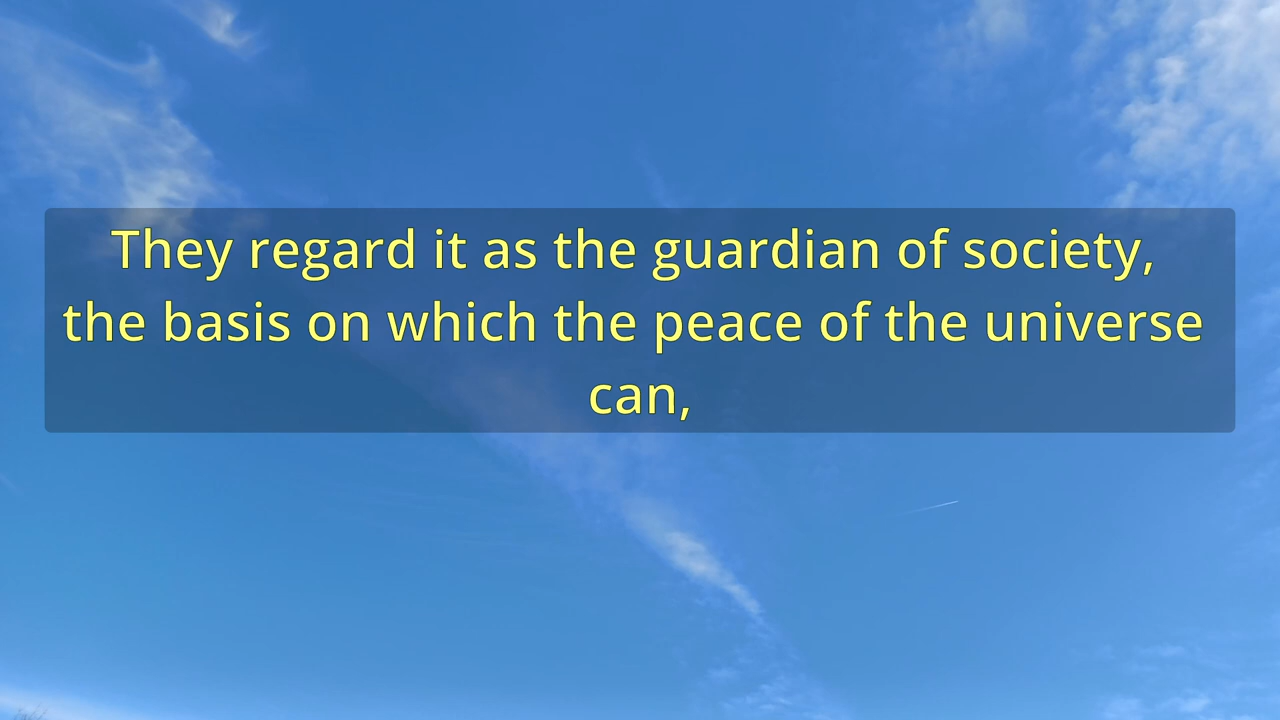 They regard it as the guardian of society,
the basis on which the peace of the universe
can,